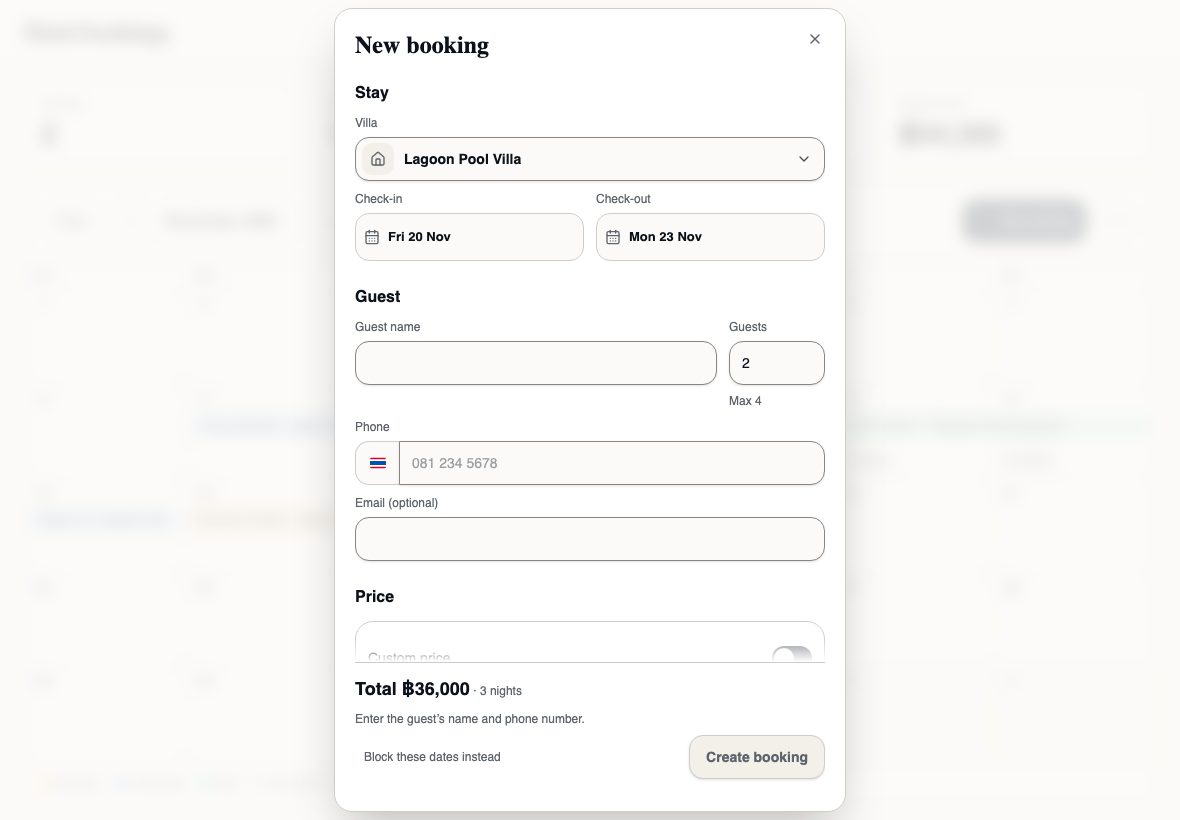 New booking
Stay
Villa
Lagoon Pool Villa
Check-in
Check-out
Fri 20 Nov
Mon 23 Nov
Guest
Guest name
Guests
2
Max 4
Phone
081 234 5678
Email (optional)
Price
Custom price
Total ฿36,000 · 3 nights
Enter the guest’s name and phone number.
Block these dates instead
Create booking